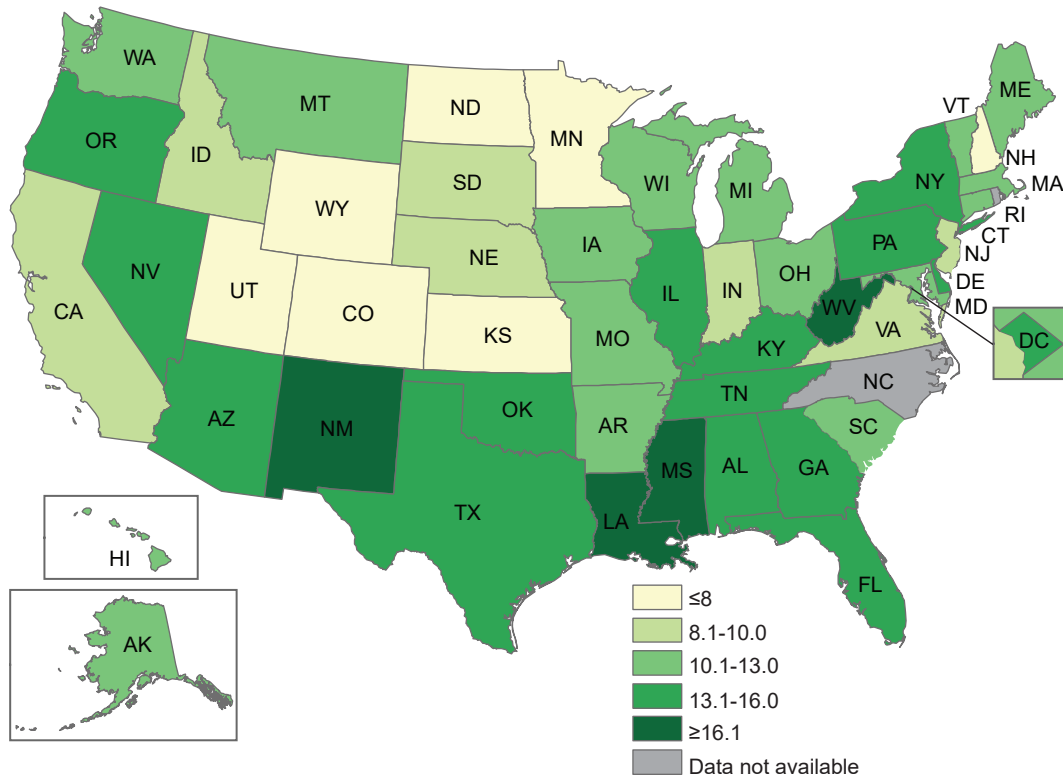 WA
MT
ND
MN
VT
ME
OR
ID
SD
WI
MI
NY
NH
MA
WY
RI
CT
IA
NE
PA
NJ
NV
UT
CO
IL
IN
OH
DE
MD
CA
KS
MO
WV
VA
DC
KY
NC
TN
AZ
NM
OK
AR
SC
MS
AL
GA
TX
LA
HI
FL
AK
≤8
8.1-10.0
10.1-13.0
13.1-16.0
≥16.1
Data not available